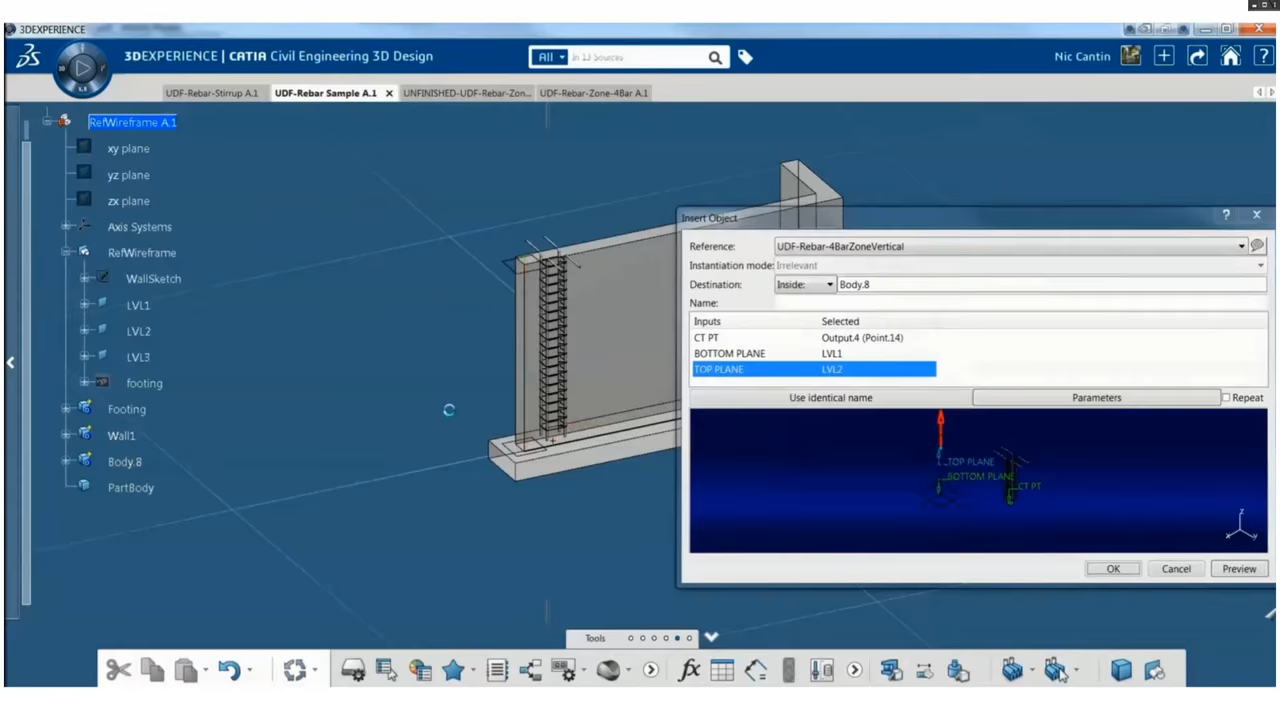 3DEXPERIENCE
3DEXPERIENCE | CATIA Civil Engineering 3D Design
All in 13 Sources
Nic Cantin
UDF-Rebar-Stirrup A.1
UDF-Rebar Sample A.1
UNFINISHED-UDF-Rebar-Zon...
UDF-Rebar-Zone-4Bar A.1
RefWireframe A.1
xy plane
yz plane
zx plane
Axis Systems
RefWireframe
WallSketch
LVL1
LVL2
LVL3
footing
Footing
Wall1
Body.8
PartBody
Insert Object
Reference: UDF-Rebar-4BarZoneVertical
Instantiation mode: Irrelevant
Destination: Inside: Body.8
Name:
Inputs Selected
CT PT Output.4 (Point.14)
BOTTOM PLANE LVL1
TOP PLANE LVL2
Use identical name Parameters Repeat
TOP PLANE
BOTTOM PLANE
CT PT
z
x y
OK Cancel Preview
Tools
fx